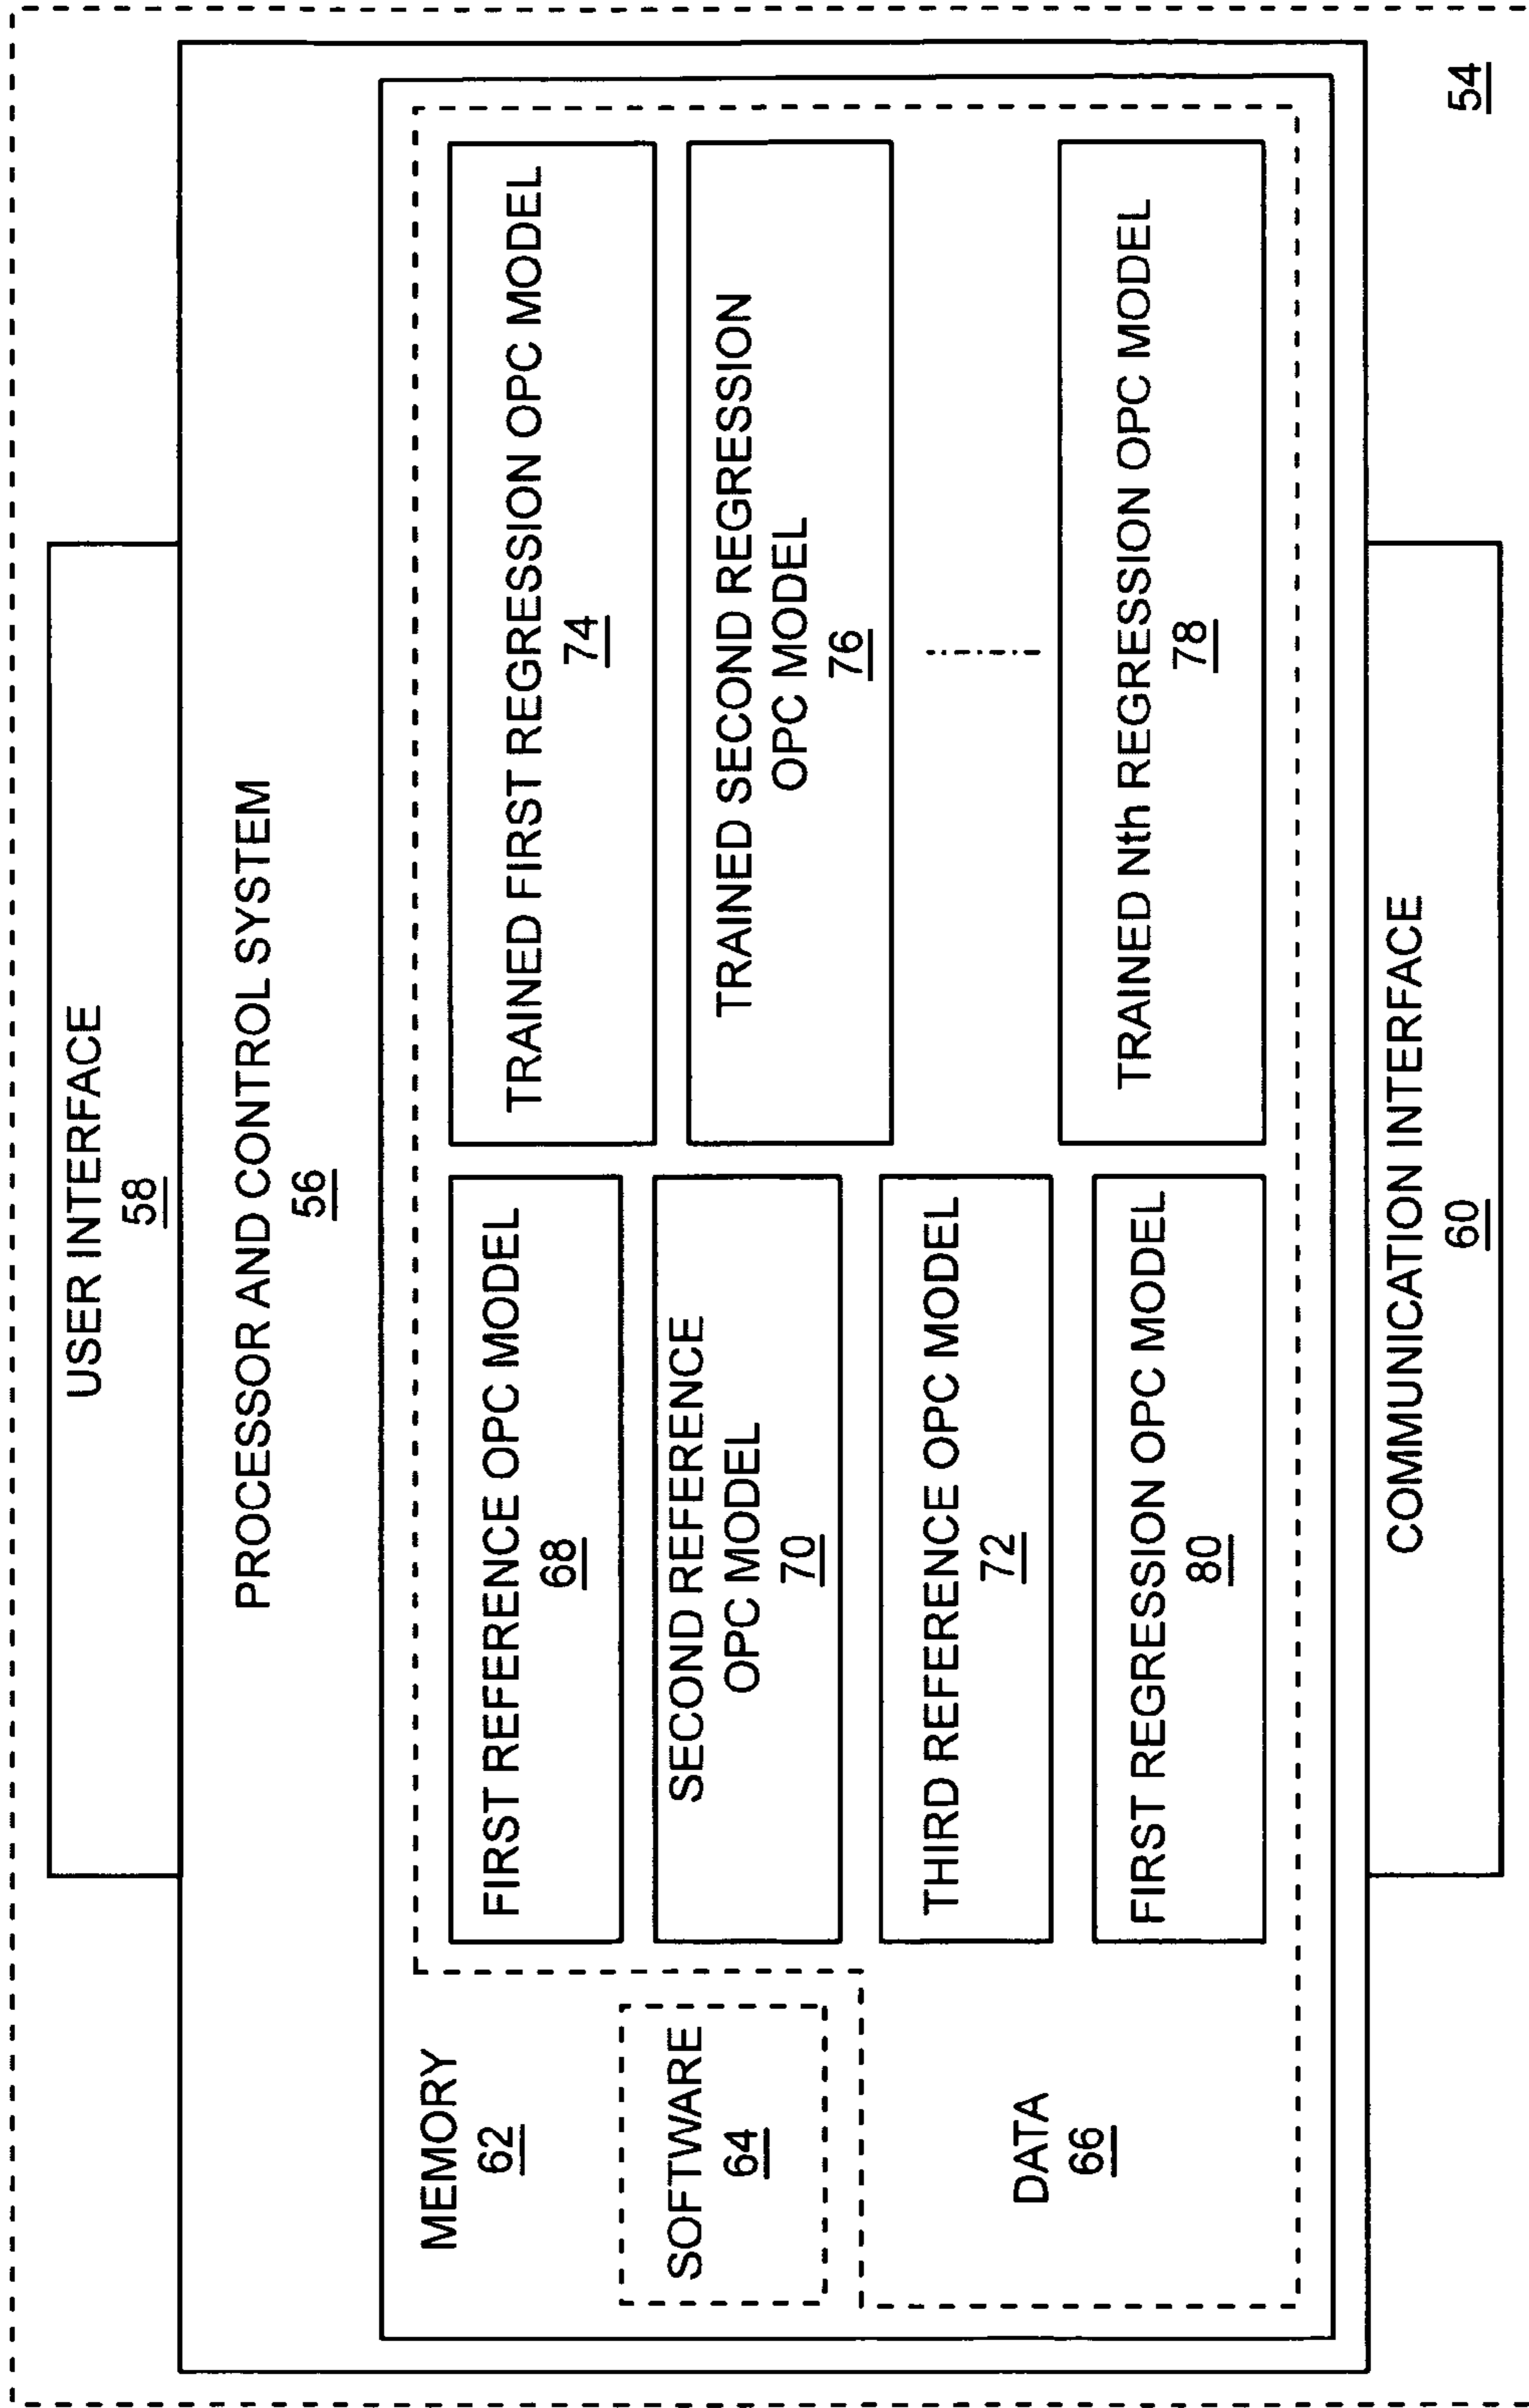 USER INTERFACE
58
PROCESSOR AND CONTROL SYSTEM
56
MEMORY
62
SOFTWARE
64
DATA
66
FIRST REFERENCE OPC MODEL
68
SECOND REFERENCE
OPC MODEL
70
THIRD REFERENCE OPC MODEL
72
FIRST REGRESSION OPC MODEL
80
TRAINED FIRST REGRESSION OPC MODEL
74
TRAINED SECOND REGRESSION
OPC MODEL
76
TRAINED Nth REGRESSION OPC MODEL
78
COMMUNICATION INTERFACE
60
54